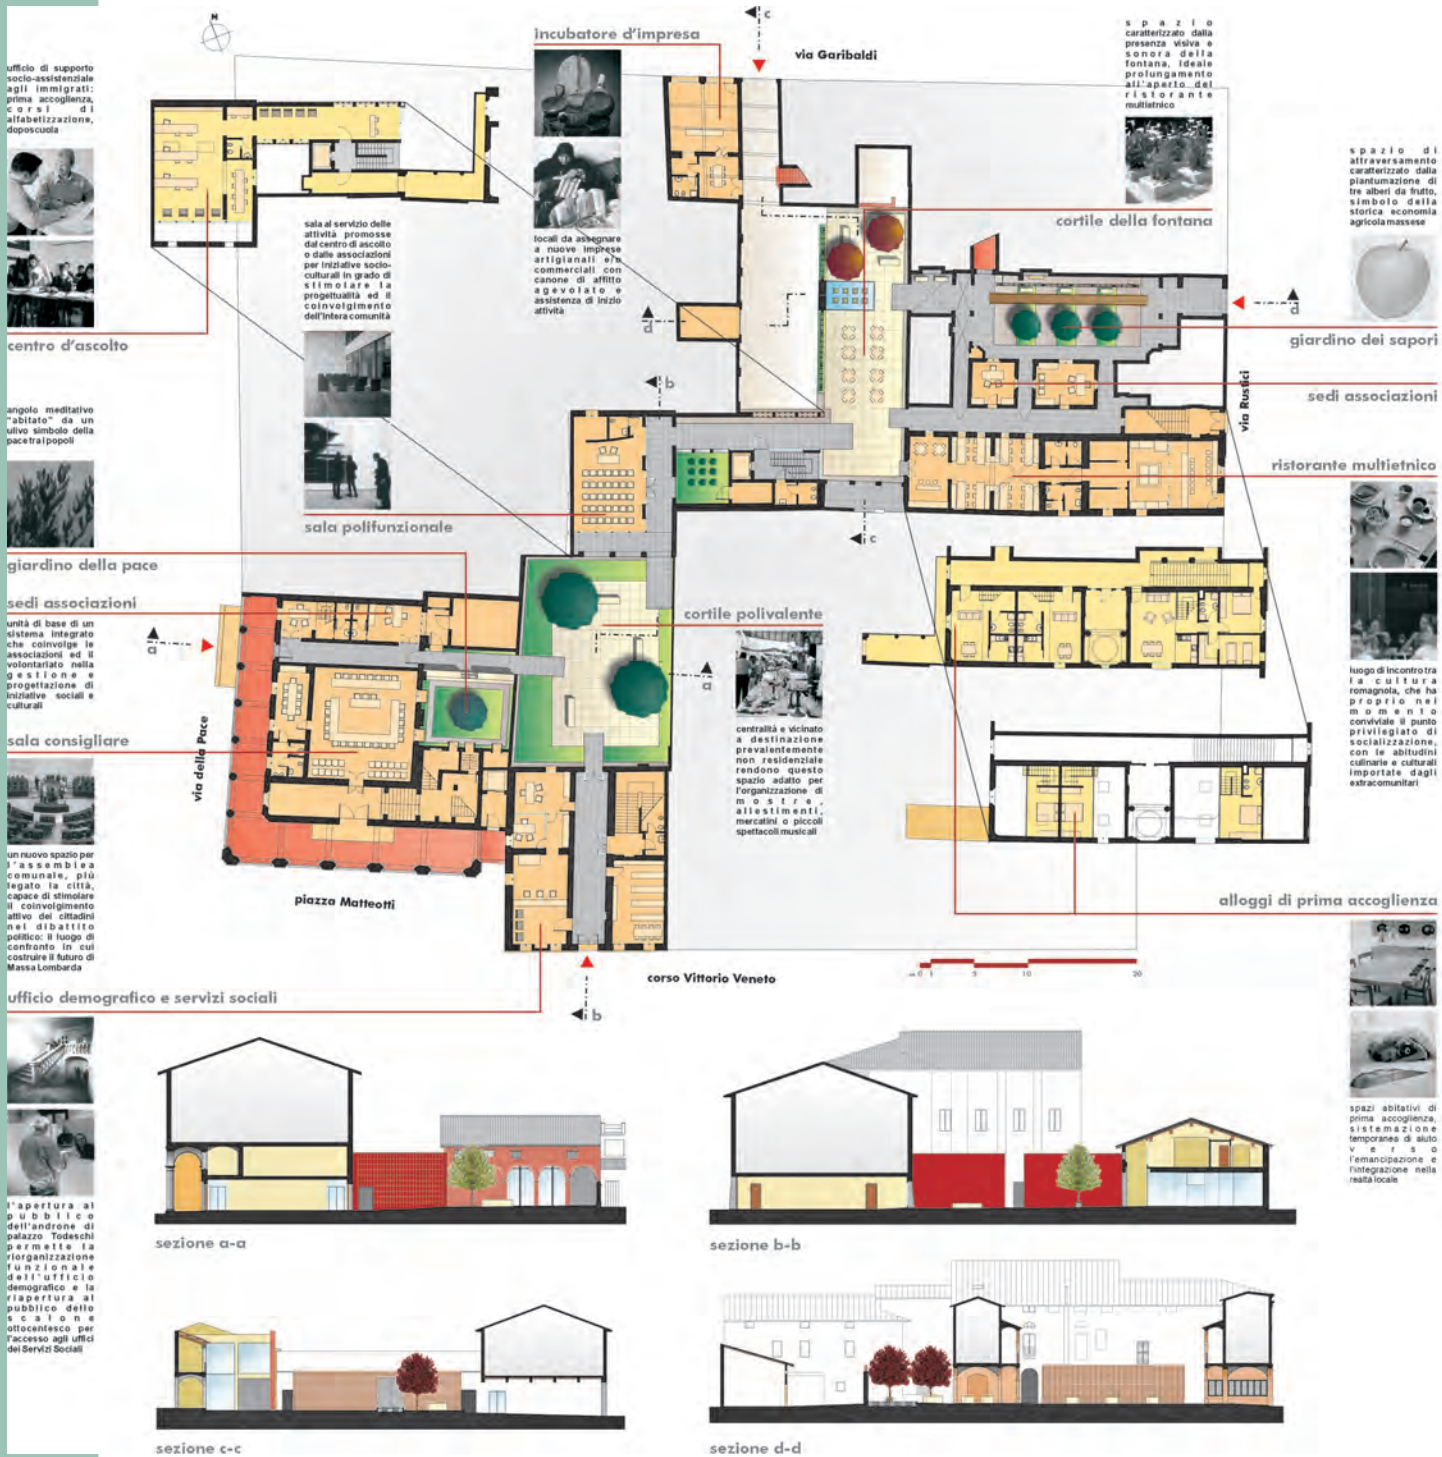 N
ufficio di supporto
socio-assistenziale
agli immigrati:
prima accoglienza,
corsi di
alfabetizzazione,
doposcuola
centro d'ascolto
angolo meditativo
"abitato" da un
ulivo simbolo della
pace tra i popoli
giardino della pace
sedi associazioni
unità di base di un
sistema integrato
che coinvolge le
associazioni ed il
volontariato nella
gestione e
progettazione di
iniziative sociali e
culturali
sala consigliare
un nuovo spazio per
l'assemblea
comunale, più
legato la città,
capace di stimolare
il coinvolgimento
attivo dei cittadini
nel dibattito
politico: il luogo di
confronto in cui
costruire il futuro di
Massa Lombarda
ufficio demografico e servizi sociali
l'apertura al
pubblico
dell'androne di
palazzo Todeschi
permette la
riorganizzazione
funzionale
dell'ufficio
demografico e la
riapertura al
pubblico dello
scalone
ottocentesco per
l'accesso agli uffici
dei Servizi Sociali
sala al servizio delle
attività promosse
dal centro di ascolto
o dalle associazioni
per iniziative socio-
culturali in grado di
stimolare la
progettualità ed il
coinvolgimento
dell'intera comunità
sala polifunzionale
incubatore d'impresa
locali da assegnare
a nuove imprese
artigianali e/o
commerciali con
canone di affitto
agevolato e
assistenza di inizio
attività
c
via Garibaldi
spazio
caratterizzato dalla
presenza visiva e
sonora della
fontana, ideale
prolungamento
all'aperto del
ristorante
multietnico
cortile della fontana
spazio di
attraversamento
caratterizzato dalla
piantumazione di
tre alberi da frutto,
simbolo della
storica economia
agricola massese
d
d
giardino dei sapori
sedi associazioni
via Rustici
b
ristorante multietnico
c
luogo di incontro tra
la cultura
romagnola, che ha
proprio nel
momento
conviviale il punto
privilegiato di
socializzazione,
con le abitudini
culinarie e culturali
importate dagli
extracomunitari
cortile polivalente
centralità e vicinato
a destinazione
prevalentemente
non residenziale
rendono questo
spazio adatto per
l'organizzazione di
mostre,
allestimenti,
mercatini o piccoli
spettacoli musicali
a
a
via della Pace
piazza Matteotti
corso Vittorio Veneto
b
0 1 5 10 20
alloggi di prima accoglienza
spazi abitativi di
prima accoglienza,
sistemazione
temporanea di aiuto
verso
l'emancipazione e
l'integrazione nella
realtà locale
sezione a-a
sezione b-b
sezione c-c
sezione d-d